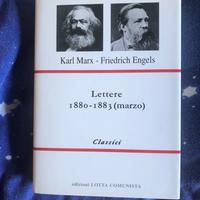 Karl Marx - Friedrich Engels
Lettere
1880-1883 (marzo)
Classici
edizioni LOTTA COMUNISTA